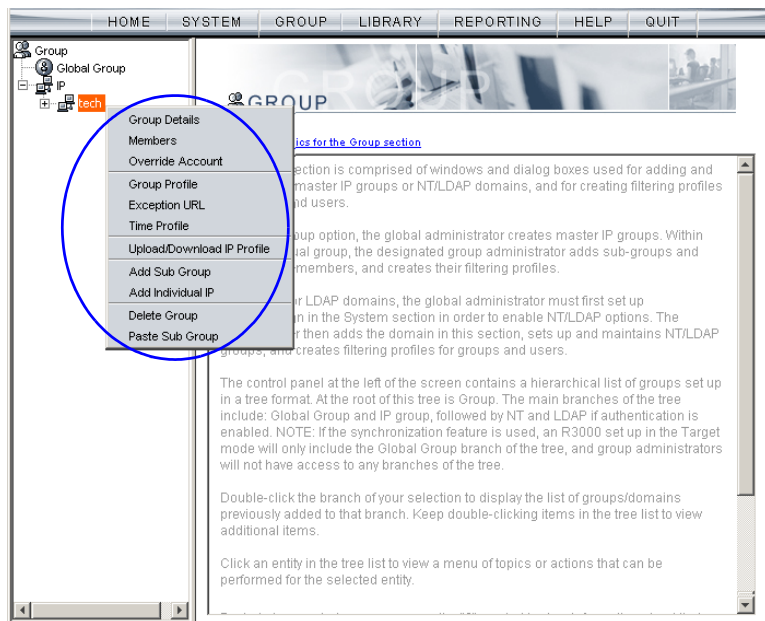 HOME SYSTEM GROUP LIBRARY REPORTING HELP QUIT
Group
Global Group
IP
tech
Group Details
Members
Override Account
Group Profile
Exception URL
Time Profile
Upload/Download IP Profile
Add Sub Group
Add Individual IP
Delete Group
Paste Sub Group
GROUP
GROUP
ics for the Group section
ection is comprised of windows and dialog boxes used for adding and
master IP groups or NT/LDAP domains, and for creating filtering profiles
nd users.
up option, the global administrator creates master IP groups. Within
ual group, the designated group administrator adds sub-groups and
members, and creates their filtering profiles.
or LDAP domains, the global administrator must first set up
n in the System section in order to enable NT/LDAP options. The
er then adds the domain in this section, sets up and maintains NT/LDAP
groups, and creates filtering profiles for groups and users.
The control panel at the left of the screen contains a hierarchical list of groups set up
in a tree format. At the root of this tree is Group. The main branches of the tree
include: Global Group and IP group, followed by NT and LDAP if authentication is
enabled. NOTE: If the synchronization feature is used, an R3000 set up in the Target
mode will only include the Global Group branch of the tree, and group administrators
will not have access to any branches of the tree.
Double-click the branch of your selection to display the list of groups/domains
previously added to that branch. Keep double-clicking items in the tree list to view
additional items.
Click an entity in the tree list to view a menu of topics or actions that can be
performed for the selected entity.